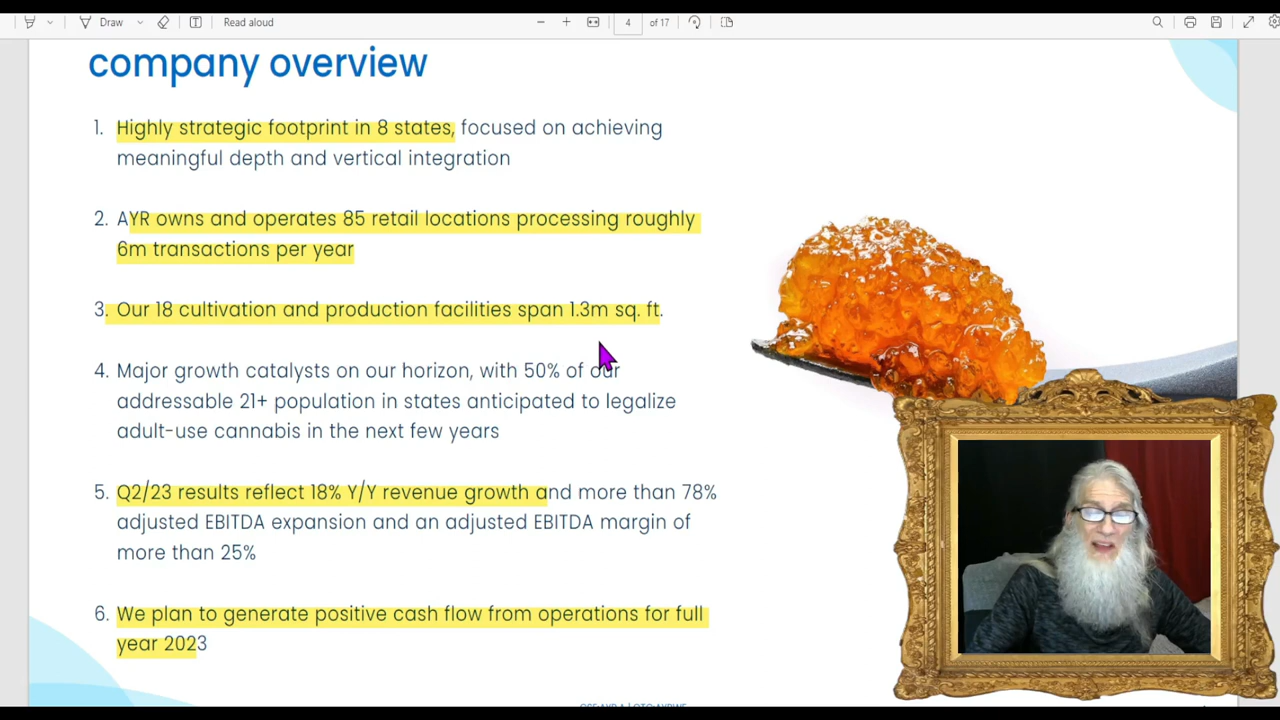 Draw
Read aloud
4 of 17
company overview
1. Highly strategic footprint in 8 states, focused on achieving
meaningful depth and vertical integration
2. AYR owns and operates 85 retail locations processing roughly
6m transactions per year
3. Our 18 cultivation and production facilities span 1.3m sq. ft.
4. Major growth catalysts on our horizon, with 50% of our
addressable 21+ population in states anticipated to legalize
adult-use cannabis in the next few years
5. Q2/23 results reflect 18% Y/Y revenue growth and more than 78%
adjusted EBITDA expansion and an adjusted EBITDA margin of
more than 25%
6. We plan to generate positive cash flow from operations for full
year 2023